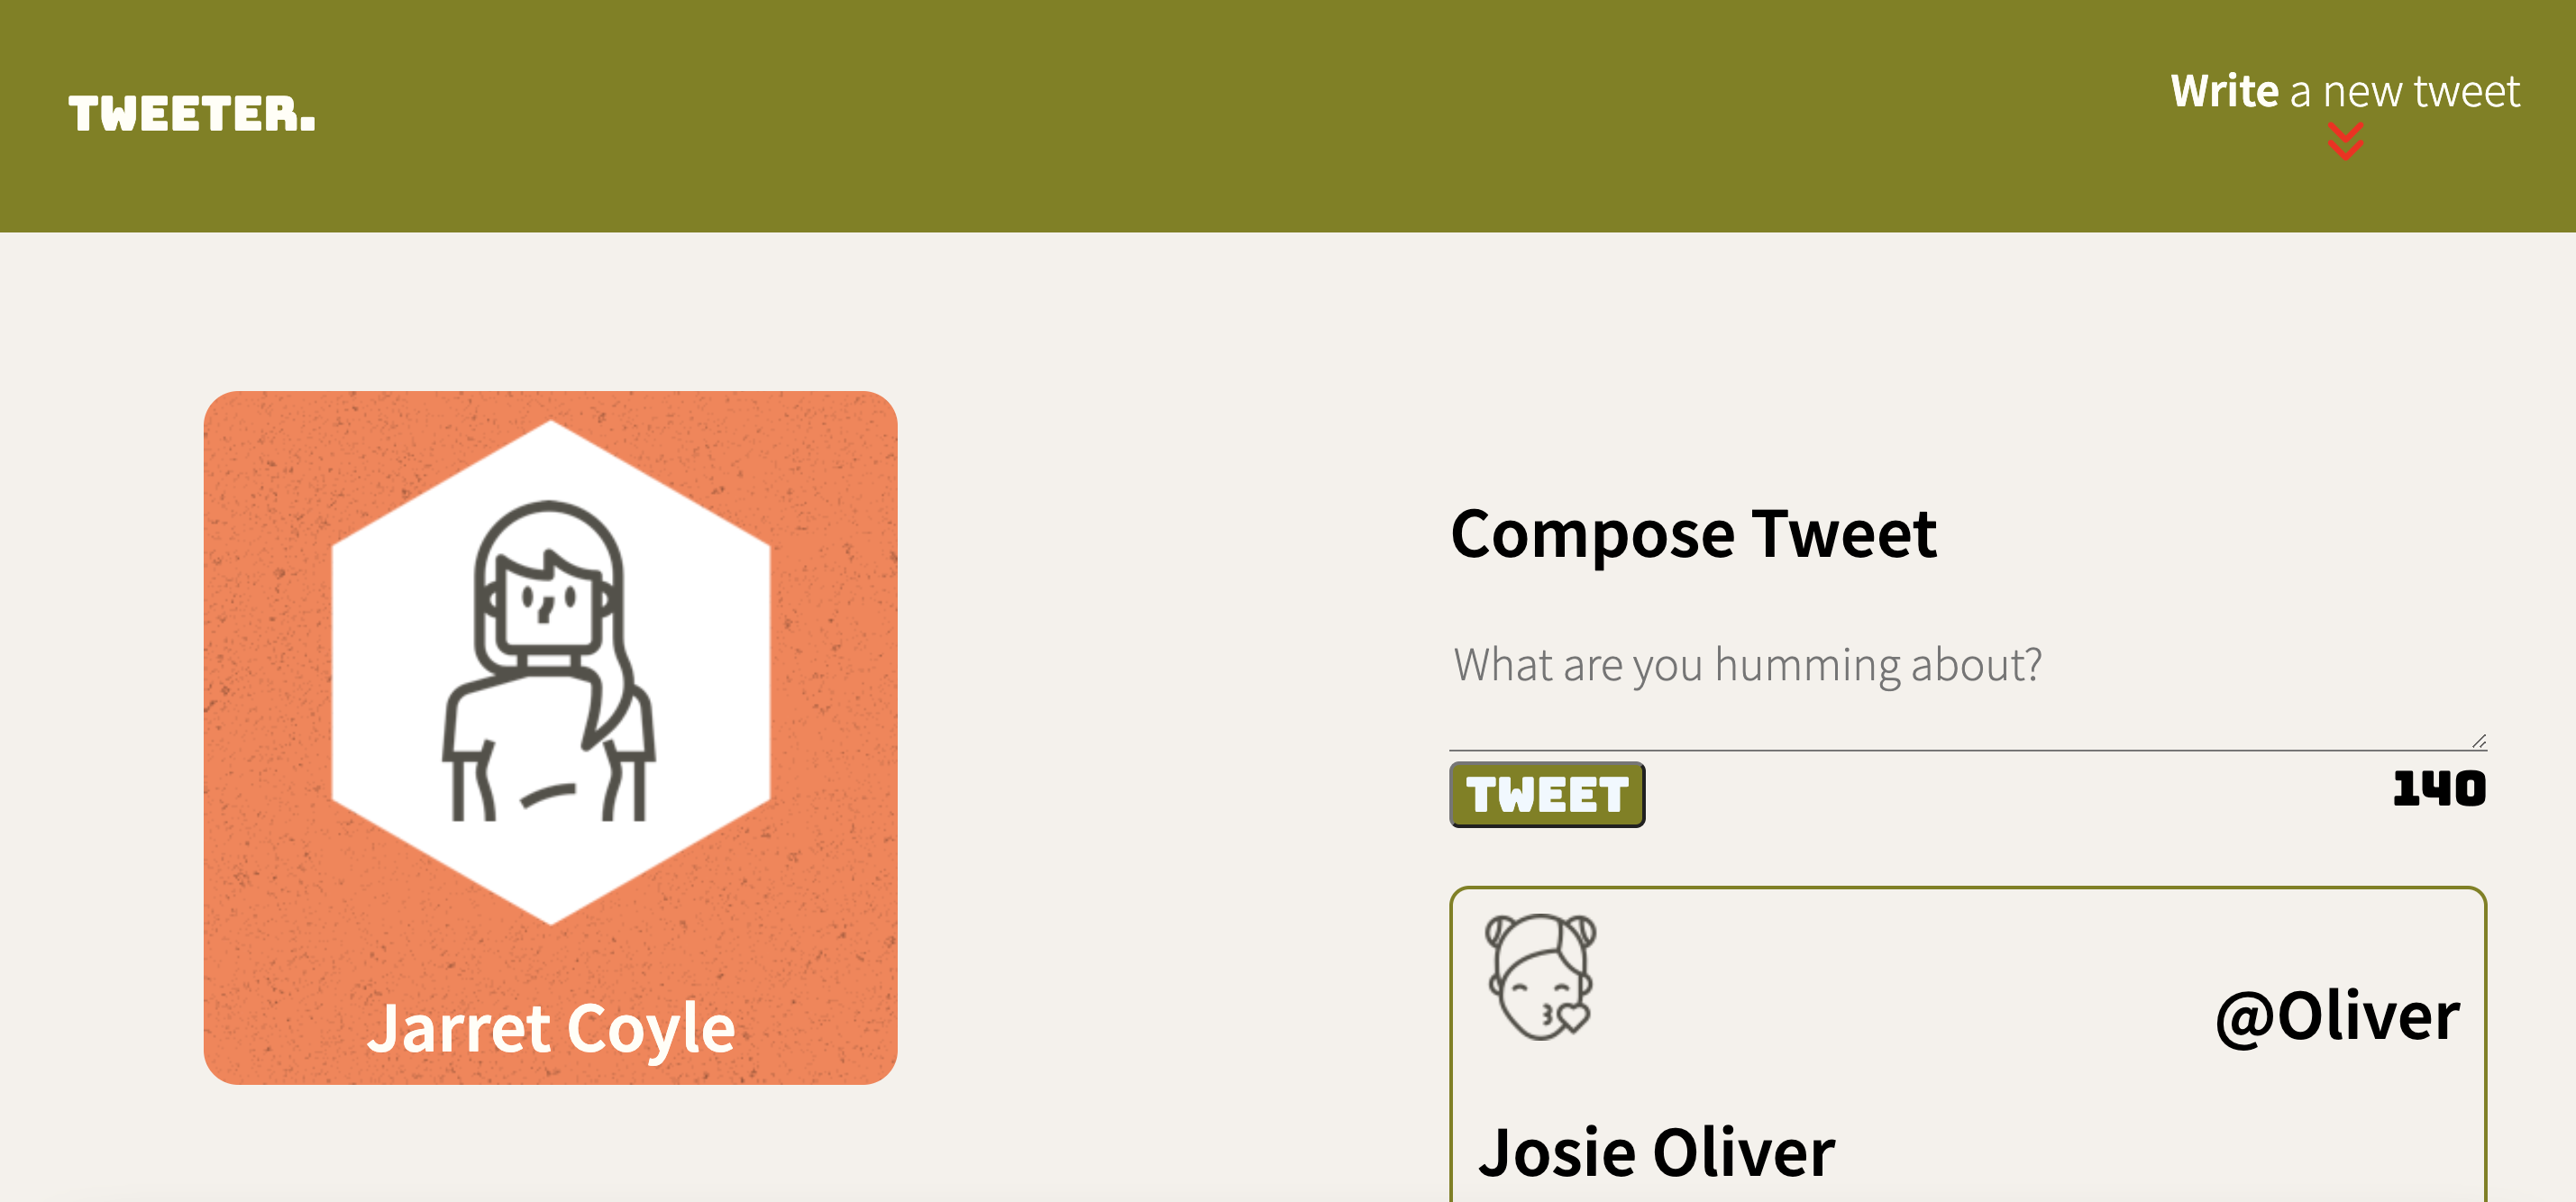 TWEETER.
Write a new tweet
Jarret Coyle
Compose Tweet
What are you humming about?
TWEET
140
@Oliver
Josie Oliver